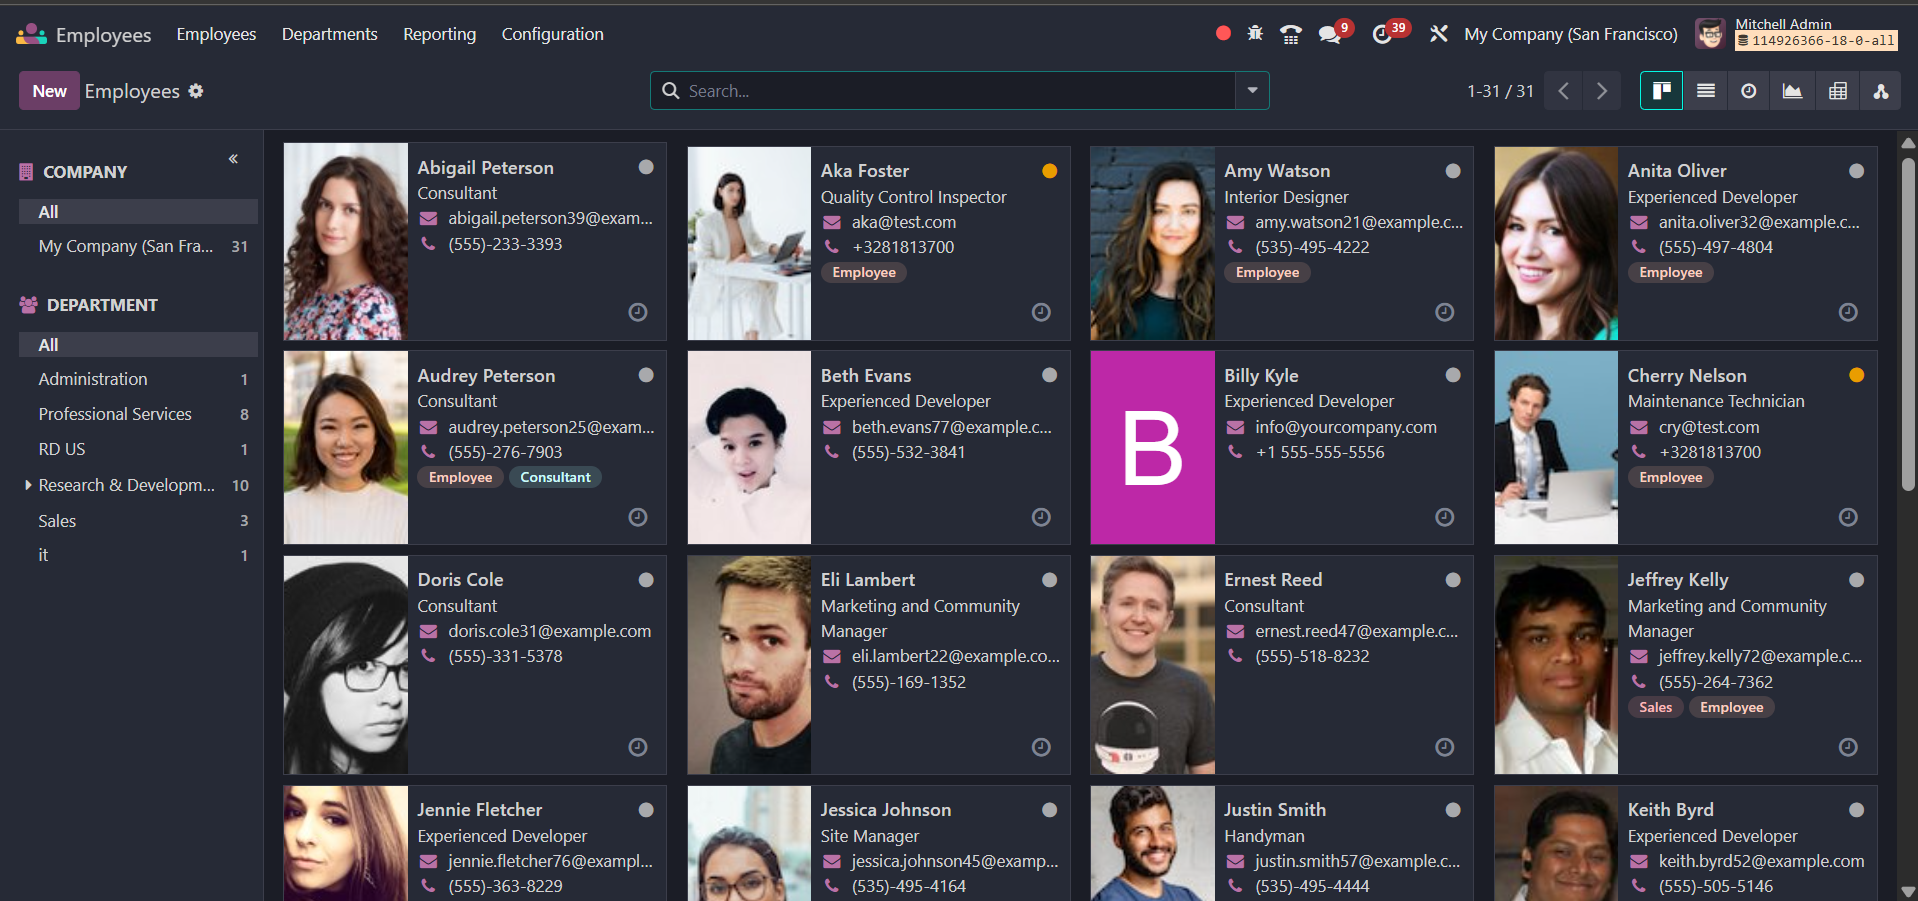 Employees Employees Departments Reporting Configuration 9 39 My Company (San Francisco) Mitchell Admin
114926366-18-0-all
New Employees Search... 1-31 / 31
COMPANY
All
My Company (San Fra... 31
DEPARTMENT
All
Administration 1
Professional Services 8
RD US 1
Research & Developm... 10
Sales 3
it 1
Abigail Peterson
Consultant
abigail.peterson39@exam...
(555)-233-3393
Aka Foster
Quality Control Inspector
aka@test.com
+3281813700
Employee
Amy Watson
Interior Designer
amy.watson21@example.c...
(535)-495-4222
Employee
Anita Oliver
Experienced Developer
anita.oliver32@example.c...
(555)-497-4804
Employee
Audrey Peterson
Consultant
audrey.peterson25@exam...
(555)-276-7903
Employee Consultant
Beth Evans
Experienced Developer
beth.evans77@example.c...
(555)-532-3841
B
Billy Kyle
Experienced Developer
info@yourcompany.com
+1 555-555-5556
Cherry Nelson
Maintenance Technician
cry@test.com
+3281813700
Employee
Doris Cole
Consultant
doris.cole31@example.com
(555)-331-5378
Eli Lambert
Marketing and Community
Manager
eli.lambert22@example.co...
(555)-169-1352
Ernest Reed
Consultant
ernest.reed47@example.c...
(555)-518-8232
Jeffrey Kelly
Marketing and Community
Manager
jeffrey.kelly72@example.c...
(555)-264-7362
Sales Employee
Jennie Fletcher
Experienced Developer
jennie.fletcher76@exampl...
(555)-363-8229
Jessica Johnson
Site Manager
jessica.johnson45@examp...
(535)-495-4164
Justin Smith
Handyman
justin.smith57@example.c...
(535)-495-4444
Keith Byrd
Experienced Developer
keith.byrd52@example.com
(555)-505-5146